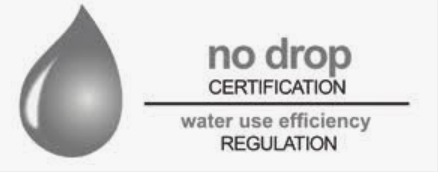 no drop
CERTIFICATION
water use efficiency
REGULATION